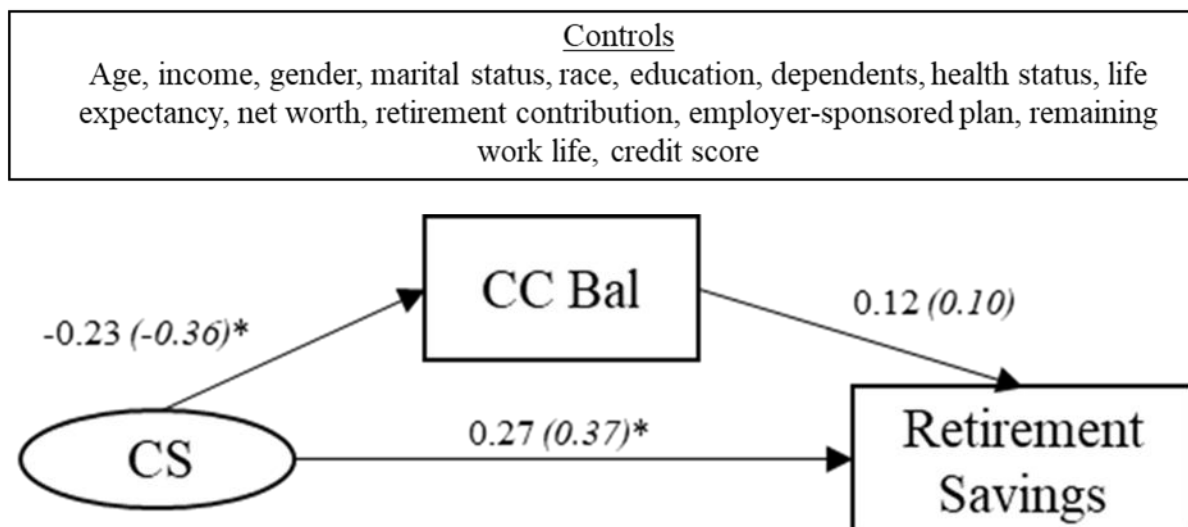 Controls
Age, income, gender, marital status, race, education, dependents, health status, life
expectancy, net worth, retirement contribution, employer-sponsored plan, remaining
work life, credit score
CC Bal
-0.23 (-0.36)*
0.12 (0.10)
CS
0.27 (0.37)*
Retirement
Savings